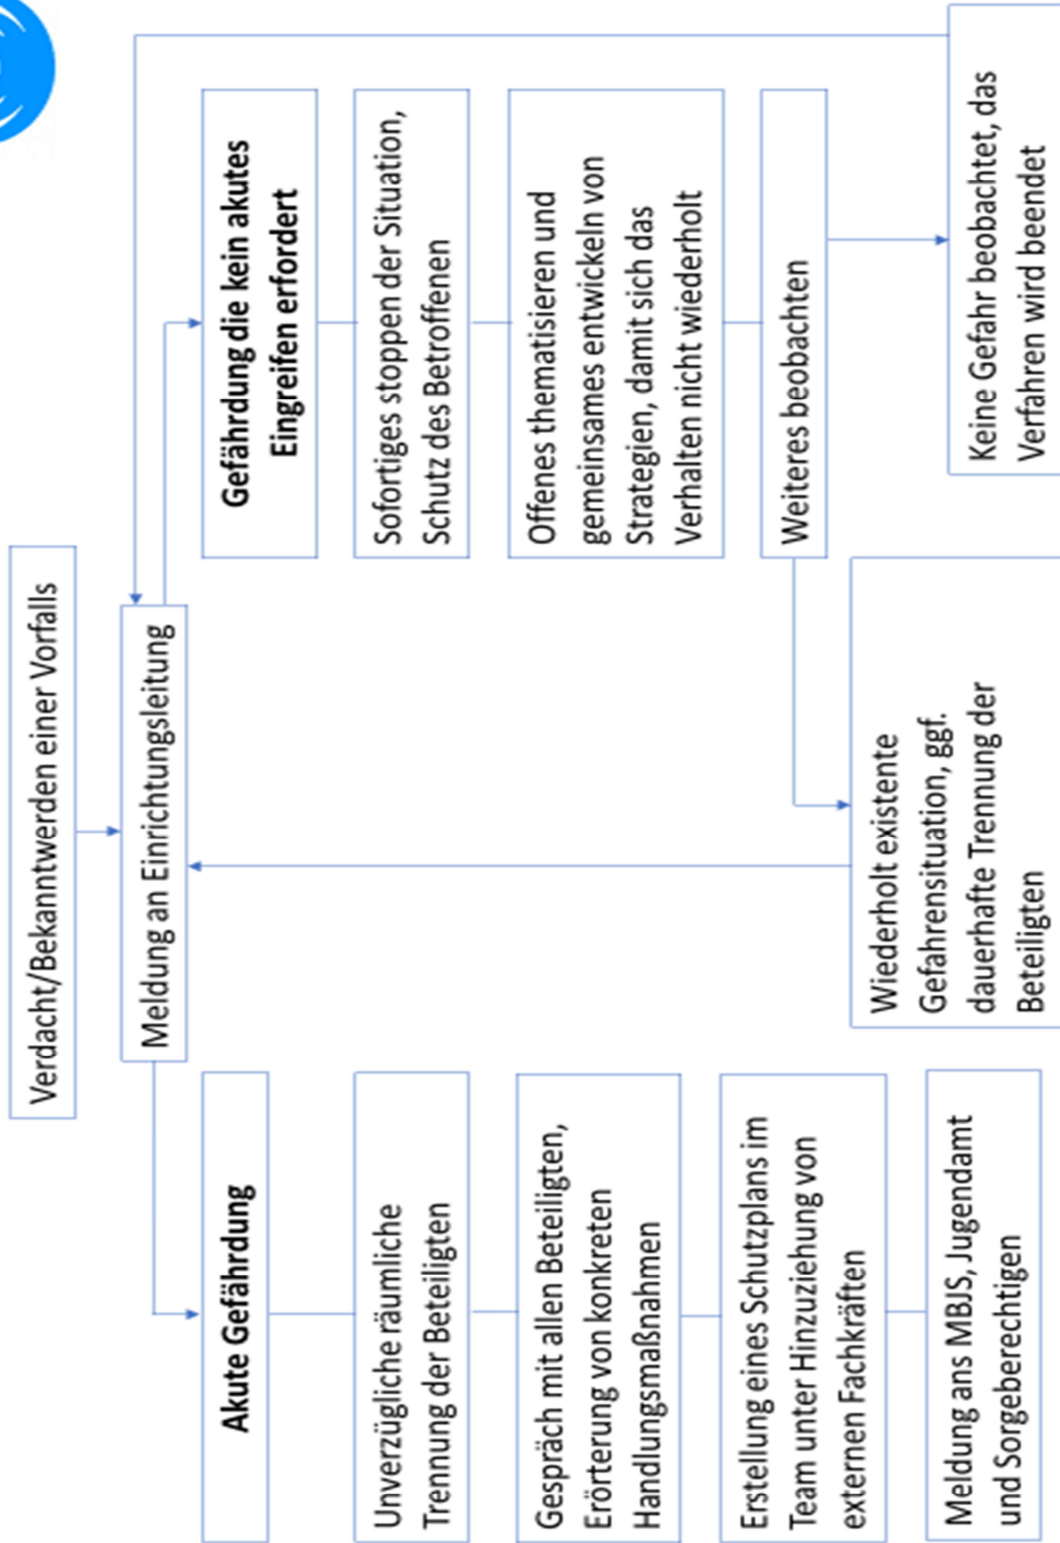 Verdacht/Bekanntwerden einer Vorfalls
Meldung an Einrichtungsleitung
Akute Gefährdung
Unverzügliche räumliche
Trennung der Beteiligten
Gespräch mit allen Beteiligten,
Erörterung von konkreten
Handlungsmaßnahmen
Erstellung eines Schutzplans im
Team unter Hinzuziehung von
externen Fachkräften
Meldung ans MBJS, Jugendamt
und Sorgeberechtigen
Gefährdung die kein akutes
Eingreifen erfordert
Sofortiges stoppen der Situation,
Schutz des Betroffenen
Offenes thematisieren und
gemeinsames entwickeln von
Strategien, damit sich das
Verhalten nicht wiederholt
Weiteres beobachten
Wiederholt existente
Gefahrensituation, ggf.
dauerhafte Trennung der
Beteiligten
Keine Gefahr beobachtet, das
Verfahren wird beendet